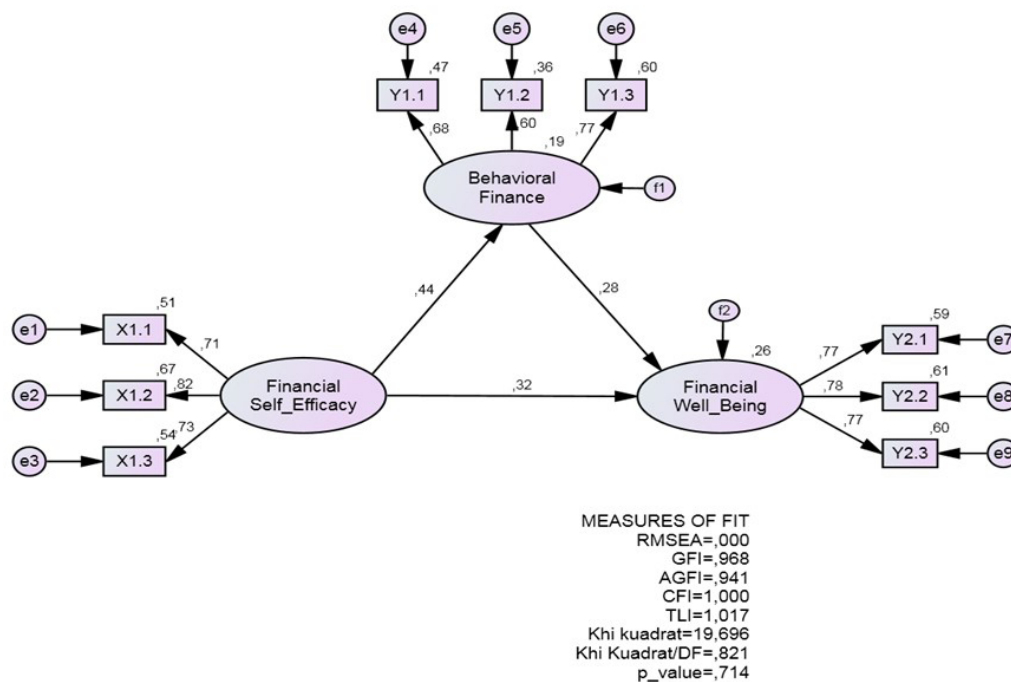 e4
e5
e6
,47
,36
,60
Y1.1
Y1.2
Y1.3
,68
,60
,77
,19
Behavioral
Finance
f1
,44
,28
,51
e1
X1.1
,71
f2
,59
Y2.1
e7
,67
e2
X1.2
,82
Financial
Self_Efficacy
,32
,26
Financial
Well_Being
,77
,78
,77
,61
Y2.2
e8
,54
,73
e3
X1.3
,60
Y2.3
e9
MEASURES OF FIT
RMSEA=,000
GFI=,968
AGFI=,941
CFI=1,000
TLI=1,017
Khi kuadrat=19,696
Khi Kuadrat/DF=,821
p_value=,714